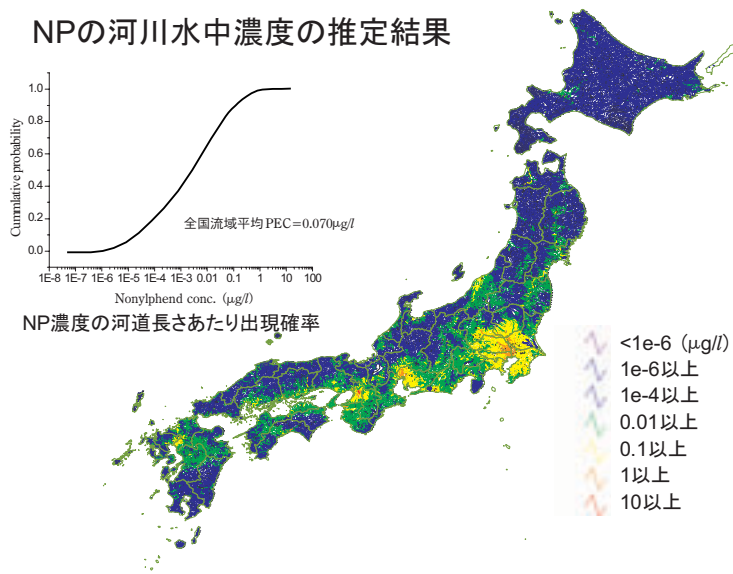 NPの河川水中濃度の推定結果
1.0
0.8
0.6
0.4
0.2
0.0
Cummlative probability
全国流域平均PEC=0.070μg/l
1E-8 1E-7 1E-6 1E-5 1E-4 1E-3 0.01 0.1 1 10 100
Nonylphend conc. (μg/l)
NP濃度の河道長さあたり出現確率
<1e-6 (μg/l)
1e-6以上
1e-4以上
0.01以上
0.1以上
1以上
10以上